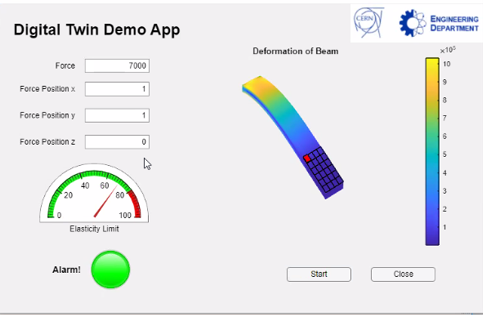 Digital Twin Demo App
CERN
ENGINEERING
DEPARTMENT
Force 7000
Force Position x 1
Force Position y 1
Force Position z 0
0 20 40 60 80 100
Elasticity Limit
Alarm!
Deformation of Beam
×10⁵
10
9
8
7
6
5
4
3
2
1
Start
Close